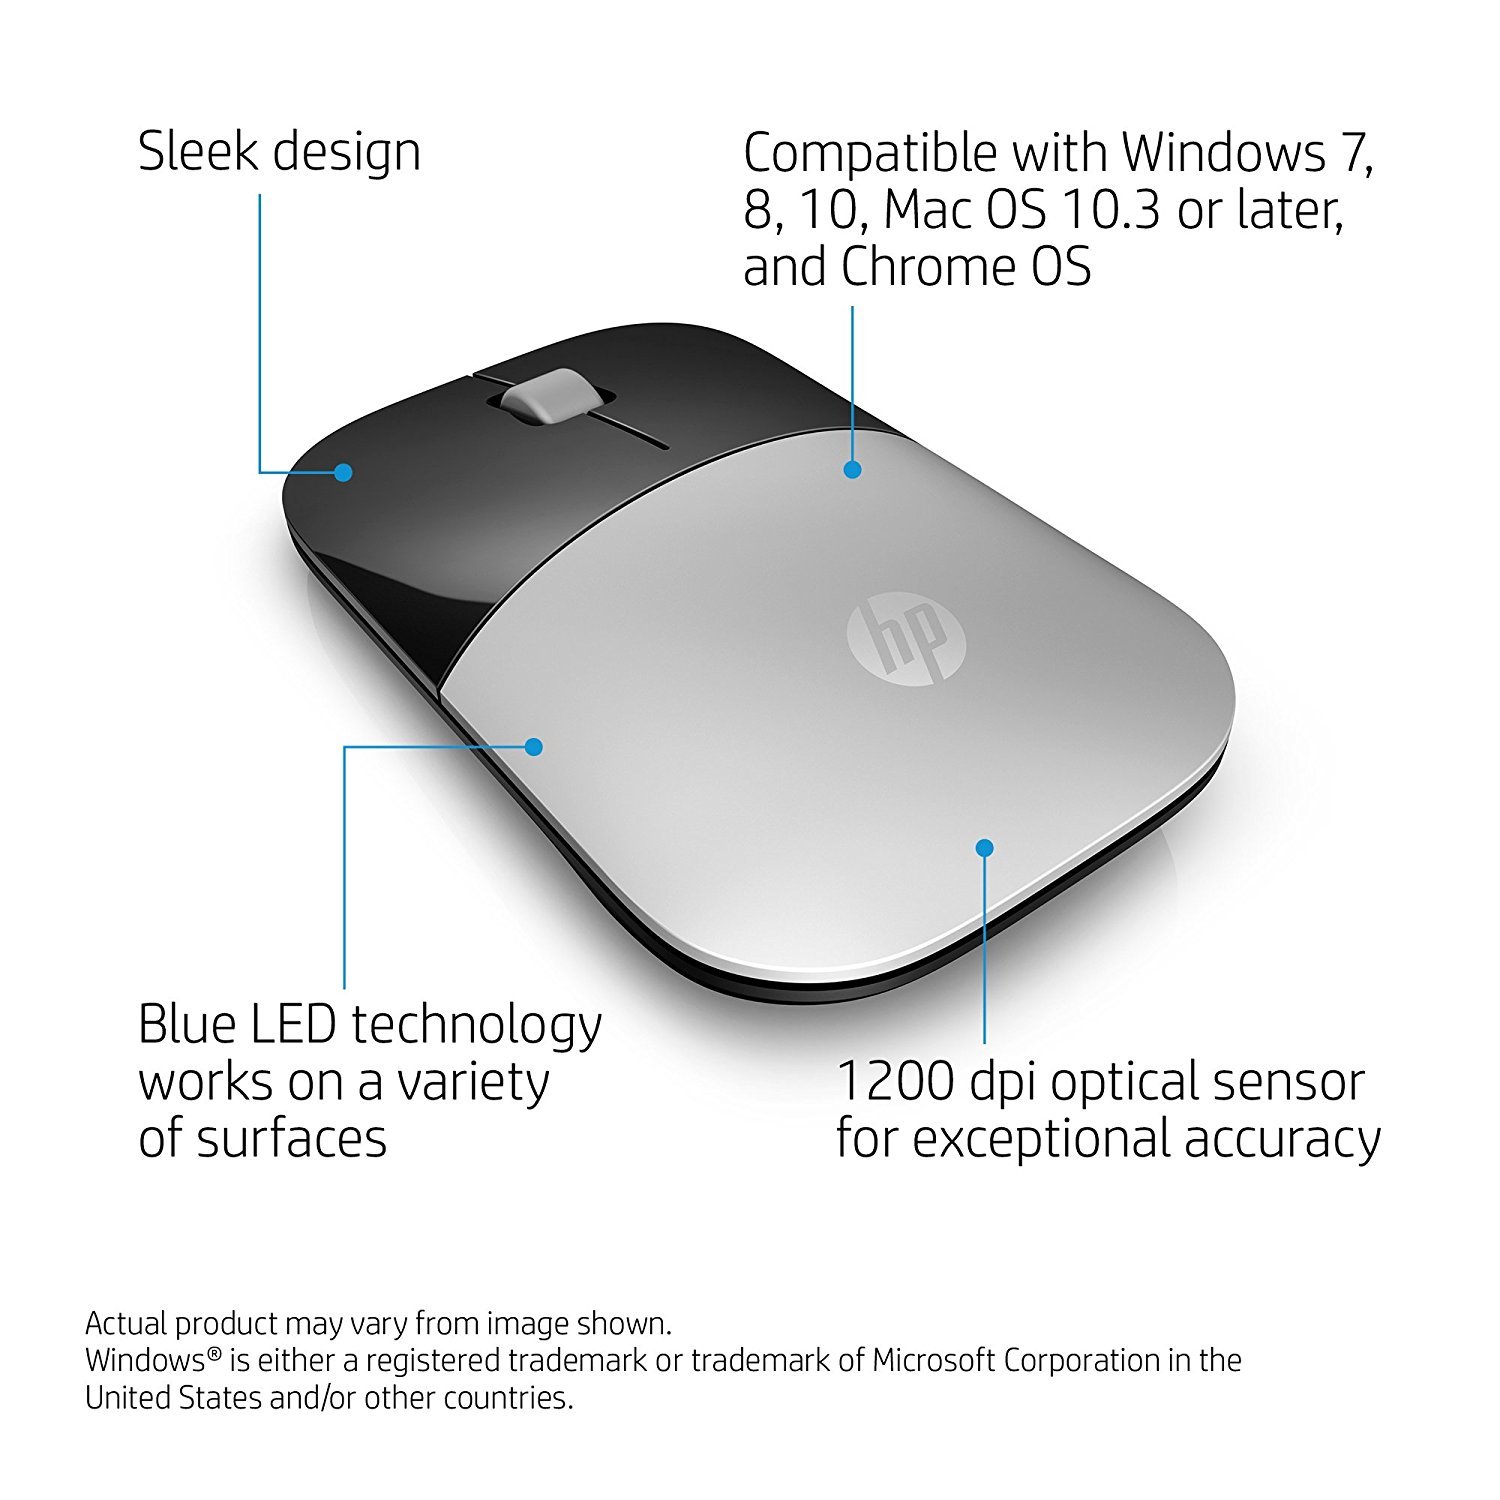 Sleek design
Compatible with Windows 7,
8, 10, Mac OS 10.3 or later,
and Chrome OS
hp
Blue LED technology
works on a variety
of surfaces
1200 dpi optical sensor
for exceptional accuracy
Actual product may vary from image shown.
Windows® is either a registered trademark or trademark of Microsoft Corporation in the
United States and/or other countries.